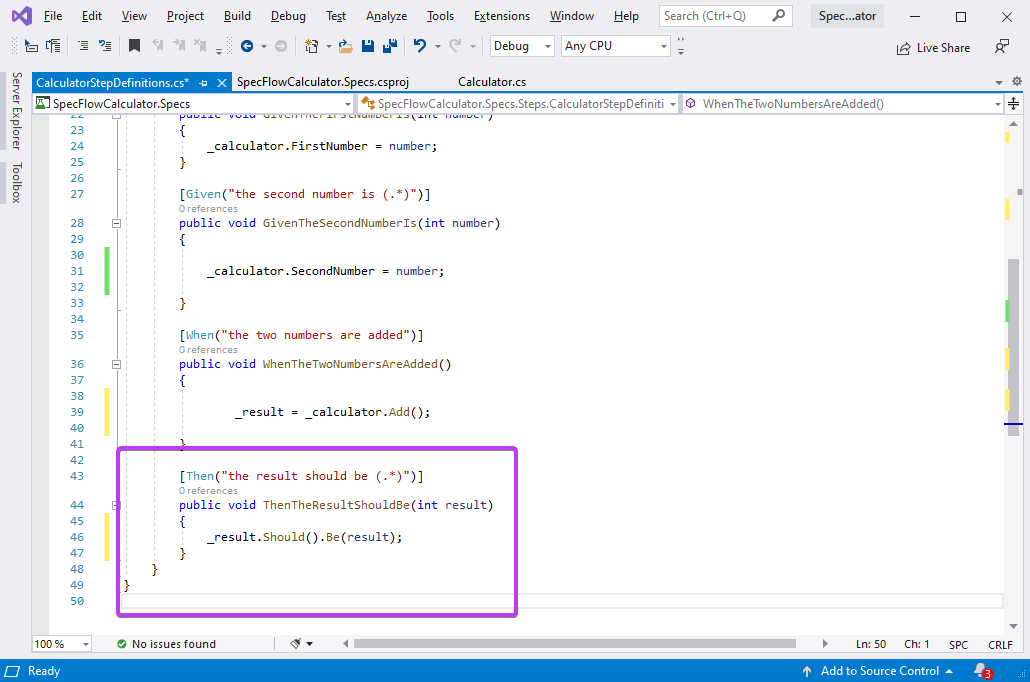 File Edit View Project Build Debug Test Analyze Tools Extensions Window Help Search (Ctrl+Q) Spec...ator
Debug Any CPU Live Share
Server Explorer
Toolbox
CalculatorStepDefinitions.cs* SpecFlowCalculator.Specs.csproj Calculator.cs
SpecFlowCalculator.Specs SpecFlowCalculator.Specs.Steps.CalculatorStepDefiniti WhenTheTwoNumbersAreAdded()
22 public void GivenTheFirstNumberIs(int number)
23 {
24 _calculator.FirstNumber = number;
25 }
26
27 [Given("the second number is (.*)")]
0 references
28 public void GivenTheSecondNumberIs(int number)
29 {
30
31 _calculator.SecondNumber = number;
32
33 }
34
35 [When("the two numbers are added")]
0 references
36 public void WhenTheTwoNumbersAreAdded()
37 {
38
39 _result = _calculator.Add();
40
41 }
42
43 [Then("the result should be (.*)")]
0 references
44 public void ThenTheResultShouldBe(int result)
45 {
46 _result.Should().Be(result);
47 }
48 }
49 }
50
100 % No issues found Ln: 50 Ch: 1 SPC CRLF
Ready Add to Source Control 3